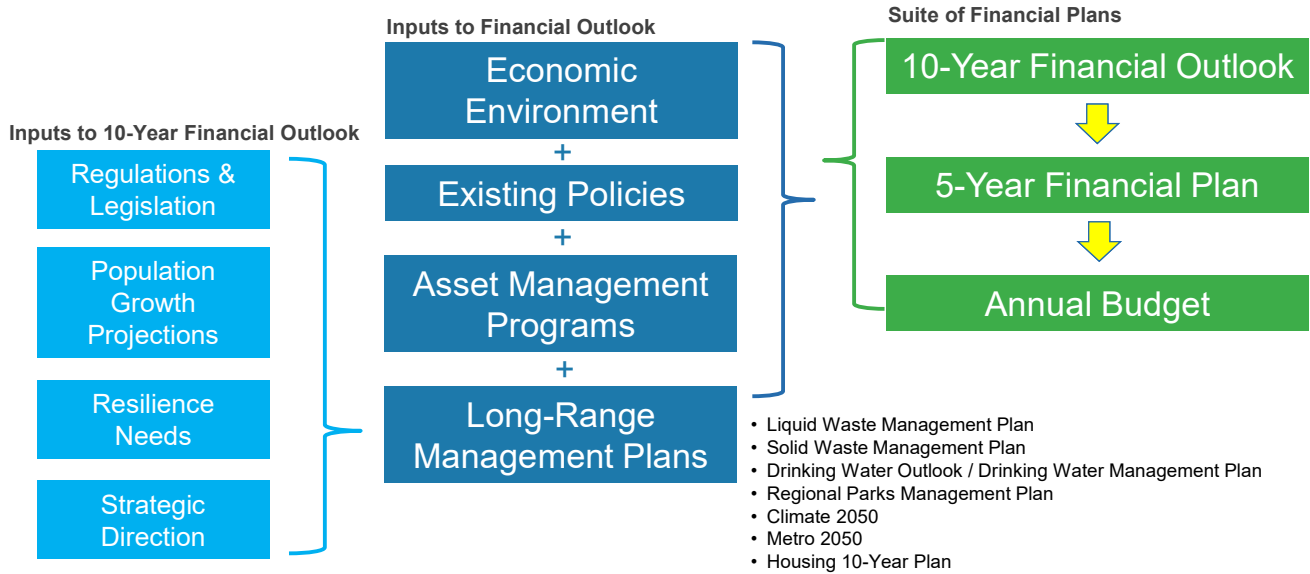 Inputs to 10-Year Financial Outlook
Regulations &
Legislation
Population
Growth
Projections
Resilience
Needs
Strategic
Direction
Inputs to Financial Outlook
Economic
Environment
+
Existing Policies
+
Asset Management
Programs
+
Long-Range
Management Plans
• Liquid Waste Management Plan
• Solid Waste Management Plan
• Drinking Water Outlook / Drinking Water Management Plan
• Regional Parks Management Plan
• Climate 2050
• Metro 2050
• Housing 10-Year Plan
Suite of Financial Plans
10-Year Financial Outlook
5-Year Financial Plan
Annual Budget